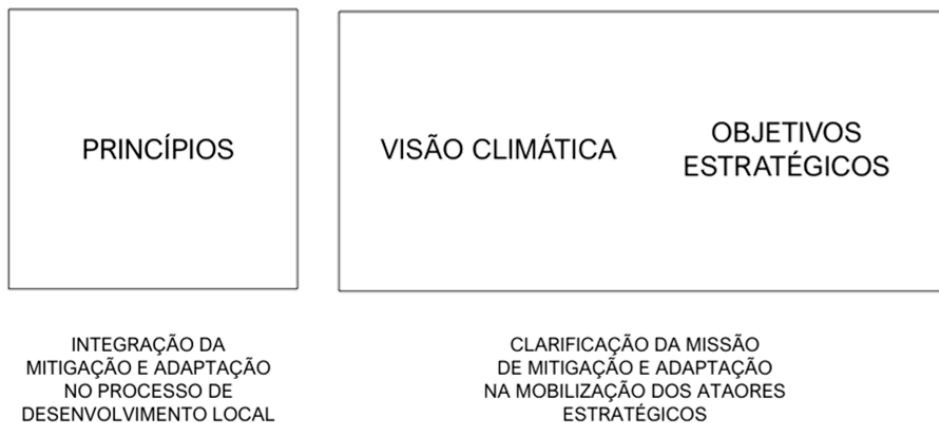 PRINCÍPIOS
VISÃO CLIMÁTICA
OBJETIVOS
ESTRATÉGICOS
INTEGRAÇÃO DA
MITIGAÇÃO E ADAPTAÇÃO
NO PROCESSO DE
DESENVOLVIMENTO LOCAL
CLARIFICAÇÃO DA MISSÃO
DE MITIGAÇÃO E ADAPTAÇÃO
NA MOBILIZAÇÃO DOS ATAORES
ESTRATÉGICOS